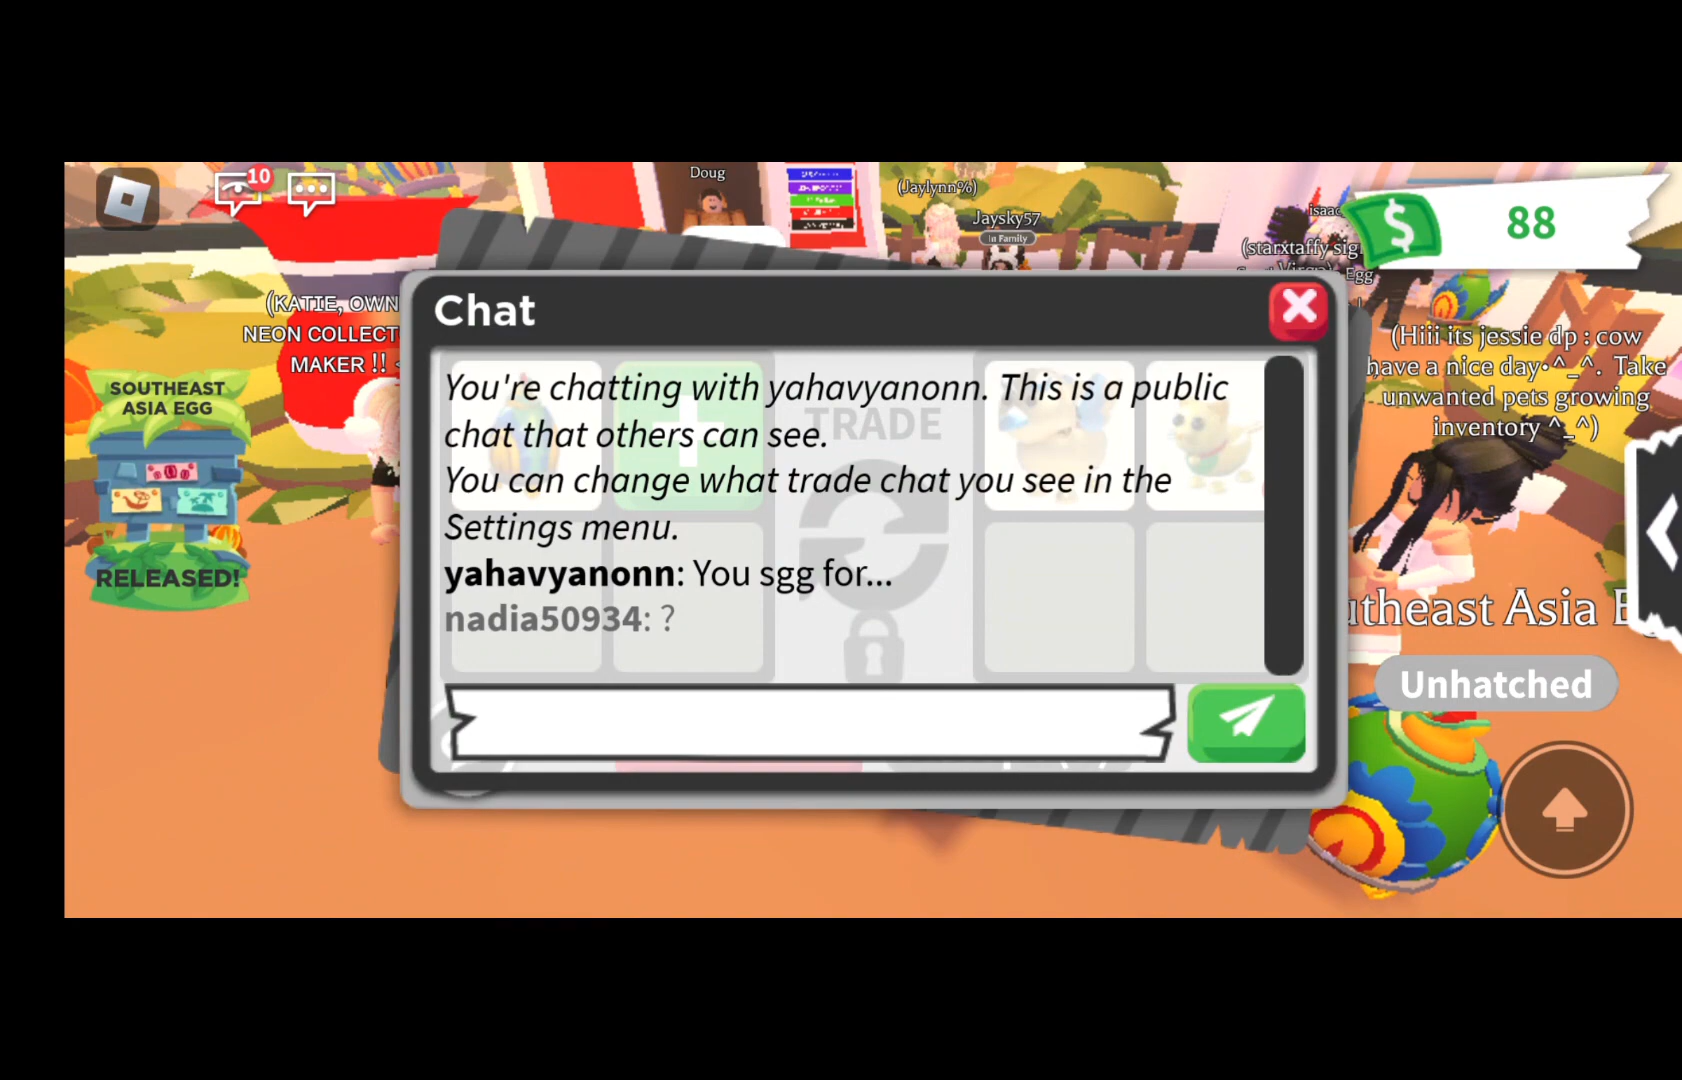 10
Doug
(Jaylynn%)
Jaysky57
In Family
isaac
(starxtaffy sig
Egg
88
(KATIE, OWN
NEON COLLECT
MAKER !!
SOUTHEAST
ASIA EGG
RELEASED!
Chat
You're chatting with yahavyanonn. This is a public
chat that others can see.
You can change what trade chat you see in the
Settings menu.
yahavyanonn: You sgg for...
nadia50934: ?
TRADE
(Hiii its jessie dp : cow
have a nice day•^_^. Take
unwanted pets growing
inventory ^_^)
utheast Asia E
Unhatched